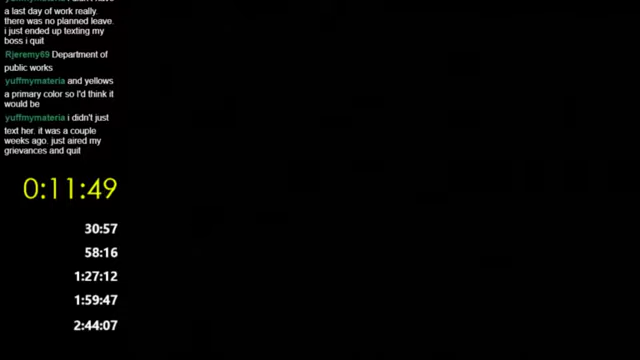 a last day of work really.
there was no planned leave.
i just ended up texting my
boss i quit
Rjeremy69 Department of
public works
yuffmymateria and yellows
a primary color so I'd think it
would be
yuffmymateria i didn't just
text her. it was a couple
weeks ago. just aired my
grievances and quit
0:11:49
30:57
58:16
1:27:12
1:59:47
2:44:07